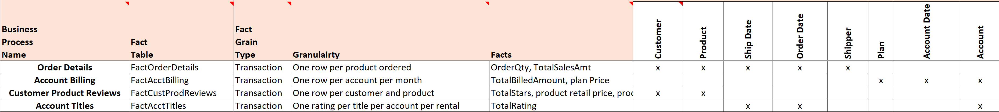 Business Process Name	Fact Table	Fact Grain Type	Granulairty	Facts	Customer	Product	Ship Date	Order Date	Shipper	Plan	Account Date	Account
Order Details	FactOrderDetails	Transaction	One row per product ordered	OrderQty, TotalSalesAmt	x	x	x	x	x
Account Billing	FactAcctBilling	Transaction	One row per account per month	TotalBilledAmount, plan Price	x	x	x
Customer Product Reviews	FactCustProdReviews	Transaction	One row per customer and product	TotalStars, product retail price, proc	x	x
Account Titles	FactAcctTitles	Transaction	One rating per title per account per rental	TotalRating	x	x	x